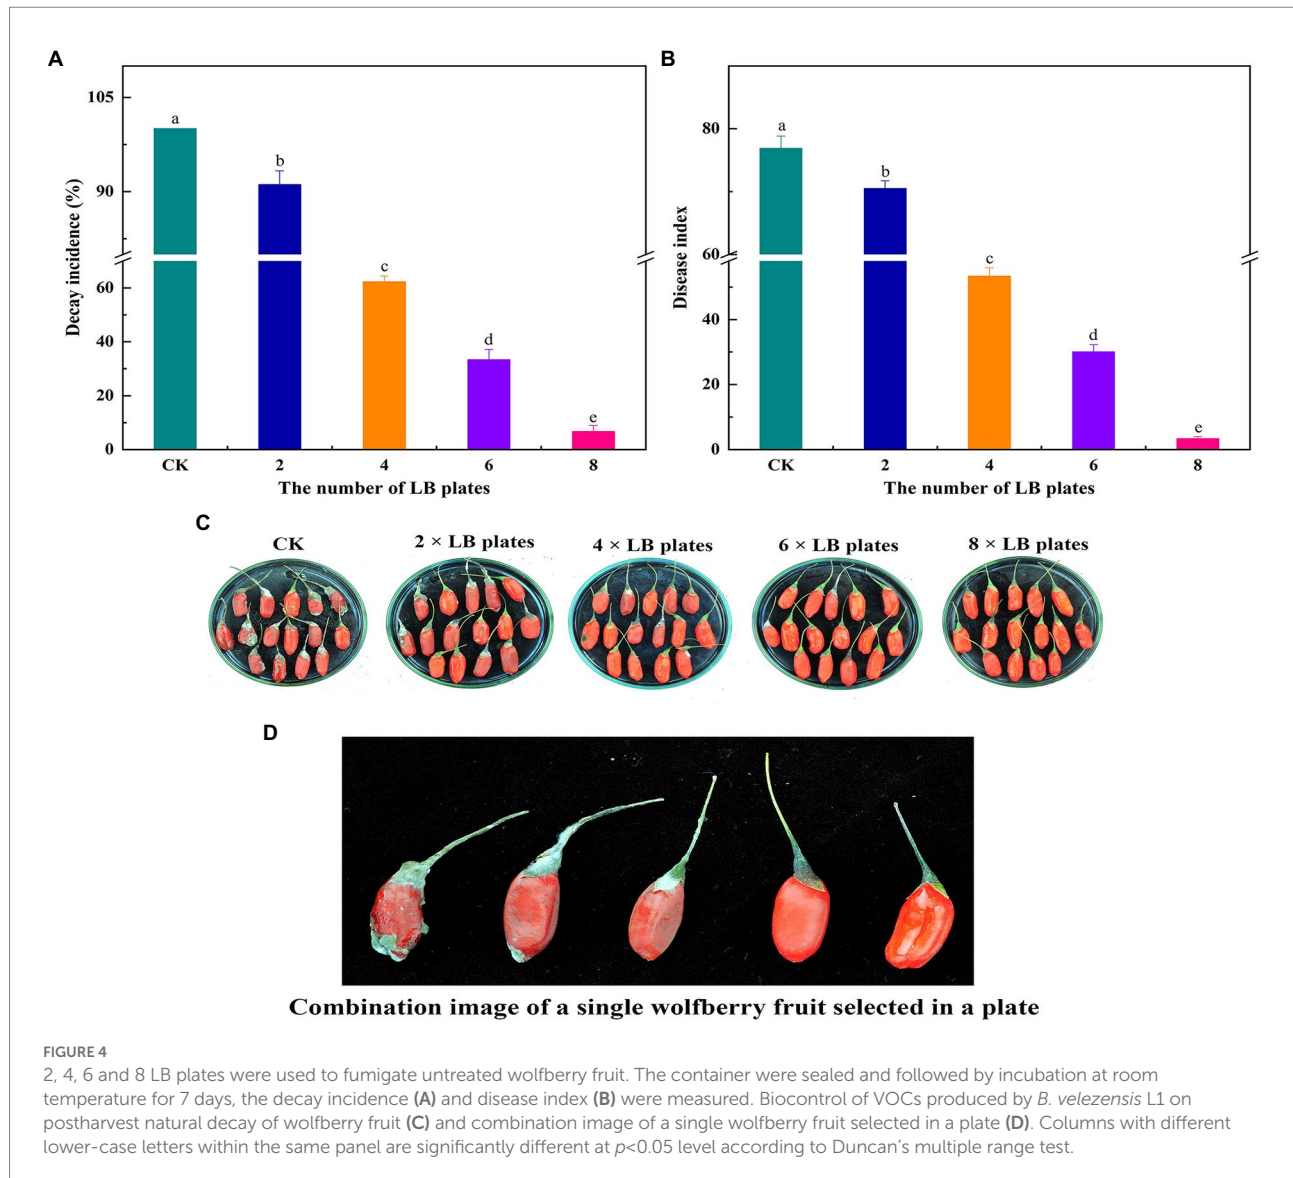 A
B
105
90
60
40
20
0
Decay incidence (%)
a
b
c
d
e
CK
2
4
6
8
The number of LB plates
80
60
40
20
0
Disease index
a
b
c
d
e
CK
2
4
6
8
The number of LB plates
C
CK
2 × LB plates
4 × LB plates
6 × LB plates
8 × LB plates
D
Combination image of a single wolfberry fruit selected in a plate
FIGURE 4
2, 4, 6 and 8 LB plates were used to fumigate untreated wolfberry fruit. The container were sealed and followed by incubation at room
temperature for 7 days, the decay incidence (A) and disease index (B) were measured. Biocontrol of VOCs produced by B. velezensis L1 on
postharvest natural decay of wolfberry fruit (C) and combination image of a single wolfberry fruit selected in a plate (D). Columns with different
lower-case letters within the same panel are significantly different at p<0.05 level according to Duncan's multiple range test.